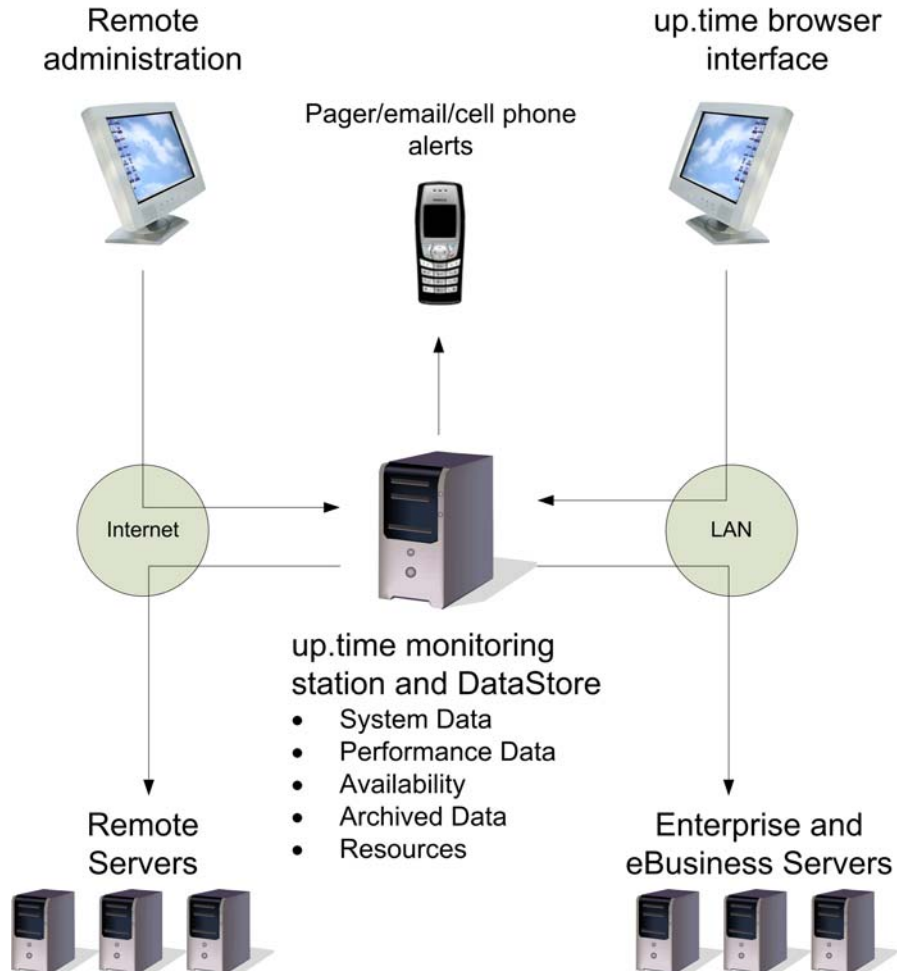 Remote
administration
up.time browser
interface
Pager/email/cell phone
alerts
Internet
LAN
up.time monitoring
station and DataStore
• System Data
• Performance Data
• Availability
• Archived Data
• Resources
Remote
Servers
Enterprise and
eBusiness Servers